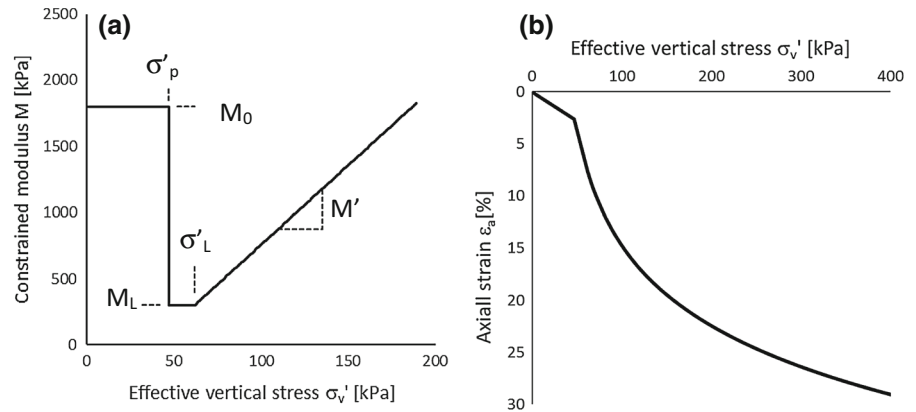 (a)
Constrained modulus M [kPa]
2500
2000
1500
1000
500
0
σ'p
M0
σ'L
M'
ML
0 50 100 150 200
Effective vertical stress σv' [kPa]
(b)
Effective vertical stress σv' [kPa]
0 100 200 300 400
0
5
10
15
20
25
30
Axiall strain εa[%]